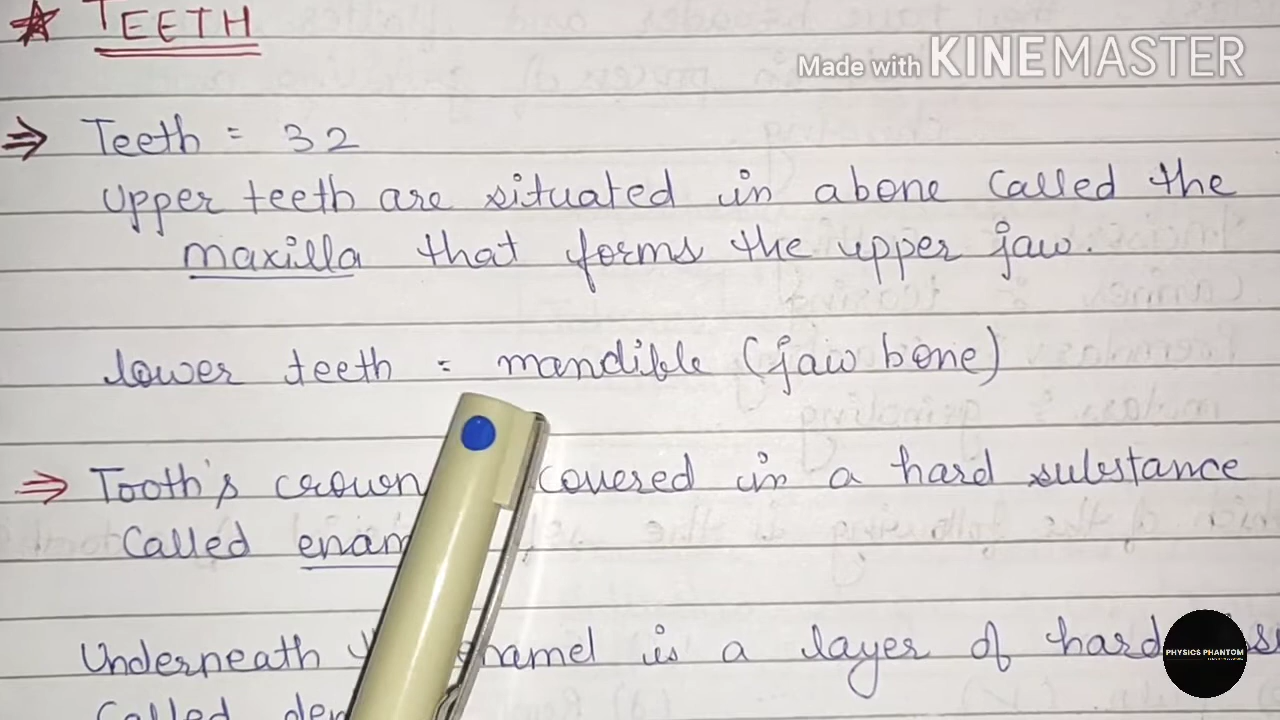 TEETH
Made with KINEMASTER
⇒ Teeth = 32
Upper teeth are situated in a bone called the
maxilla that forms the upper jaw.
lower teeth = mandible (jaw bone)
⇒ Tooth's crown covered in a hard substance
Called
Underneath enamel is a layer of hard
PHYSICS PHANTOM
Called